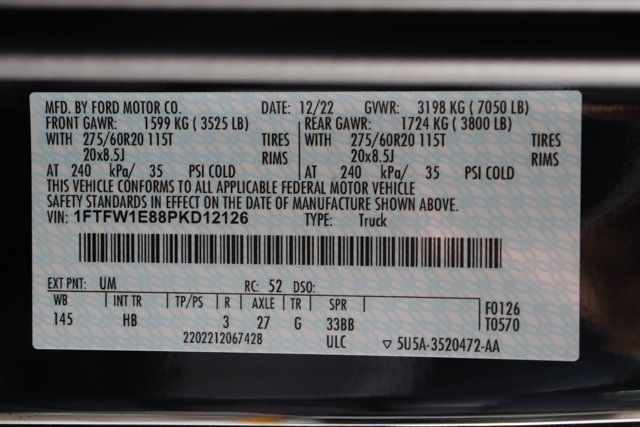 MFD. BY FORD MOTOR CO. DATE: 12/22 GVWR: 3198 KG ( 7050 LB)
FRONT GAWR: 1599 KG ( 3525 LB) REAR GAWR: 1724 KG ( 3800 LB)
WITH 275/60R20 115T TIRES WITH 275/60R20 115T TIRES
20x8.5J RIMS 20x8.5J RIMS
AT 240 kPa/ 35 PSI COLD AT 240 kPa/ 35 PSI COLD
THIS VEHICLE CONFORMS TO ALL APPLICABLE FEDERAL MOTOR VEHICLE
SAFETY STANDARDS IN EFFECT ON THE DATE OF MANUFACTURE SHOWN ABOVE.
VIN: 1FTFW1E88PKD12126 TYPE: Truck
EXT PNT: UM RC: 52 DSO:
WB INT TR TP/PS R AXLE TR SPR F0126
145 HB 3 27 G 33BB T0570
2202212067428 ULC ▽ 5U5A-3520472-AA